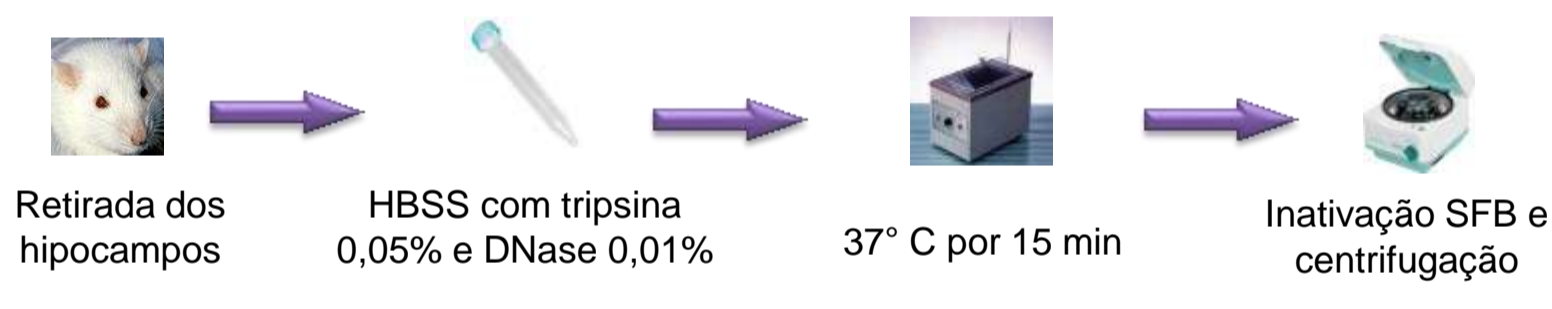 Retirada dos
hipocampos
HBSS com tripsina
0,05% e DNase 0,01%
37° C por 15 min
Inativação SFB e
centrifugação